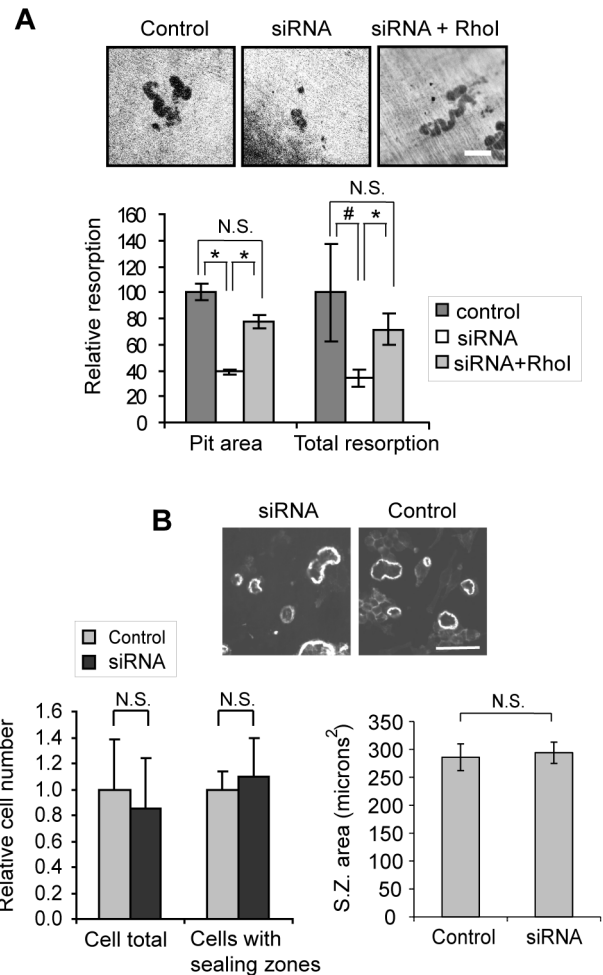 A
Control siRNA siRNA + RhoI
N.S.
N.S. # *
* *
160
140
120
100
80
60
40
20
0
Relative resorption
Pit area Total resorption
control
siRNA
siRNA+RhoI
B
siRNA Control
Control
siRNA
N.S. N.S.
1.6
1.4
1.2
1.0
0.8
0.6
0.4
0.2
0.0
Relative cell number
Cell total Cells with
sealing zones
N.S.
350
300
250
200
150
100
50
0
S.Z. area (microns²)
Control siRNA